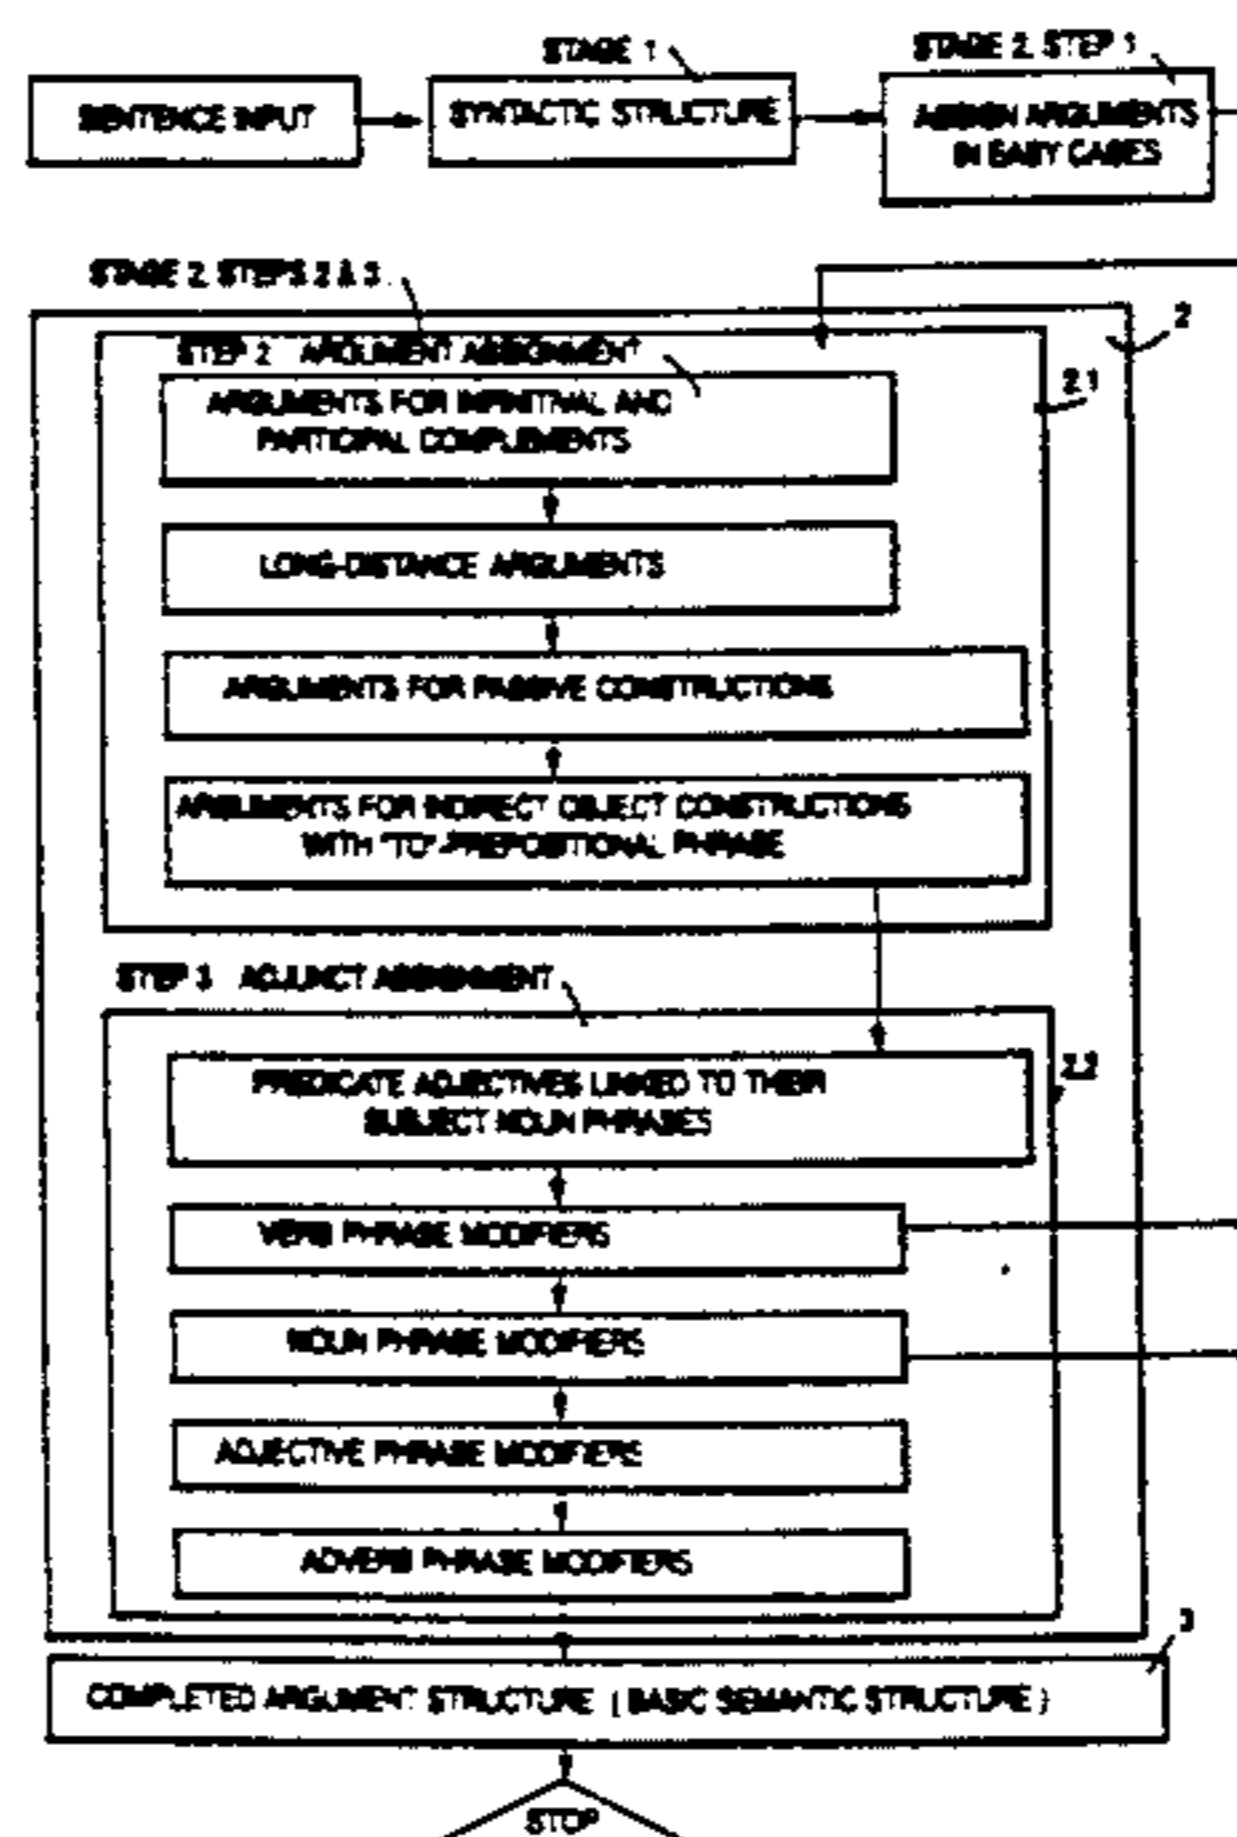 STAGE 1
STAGE 2, STEP 1
SENTENCE INPUT
SYNTACTIC STRUCTURE
ASSIGN ARGUMENTS
IN EASY CASES
STAGE 2, STEPS 2 & 3
2
STEP 2 ARGUMENT ASSIGNMENT
2.1
ARGUMENTS FOR INFINITIVAL AND
PARTICIPAL COMPLEMENTS
LONG-DISTANCE ARGUMENTS
ARGUMENTS FOR PASSIVE CONSTRUCTIONS
ARGUMENTS FOR INDIRECT OBJECT CONSTRUCTIONS
WITH "TO"-PREPOSITIONAL PHRASE
STEP 3 ADJUNCT ASSIGNMENT
2.2
PREDICATE ADJECTIVES LINKED TO THEIR
SUBJECT NOUN PHRASES
VERB PHRASE MODIFIERS
NOUN PHRASE MODIFIERS
ADJECTIVE PHRASE MODIFIERS
ADVERB PHRASE MODIFIERS
3
COMPLETED ARGUMENT STRUCTURE ( BASIC SEMANTIC STRUCTURE )
STOP